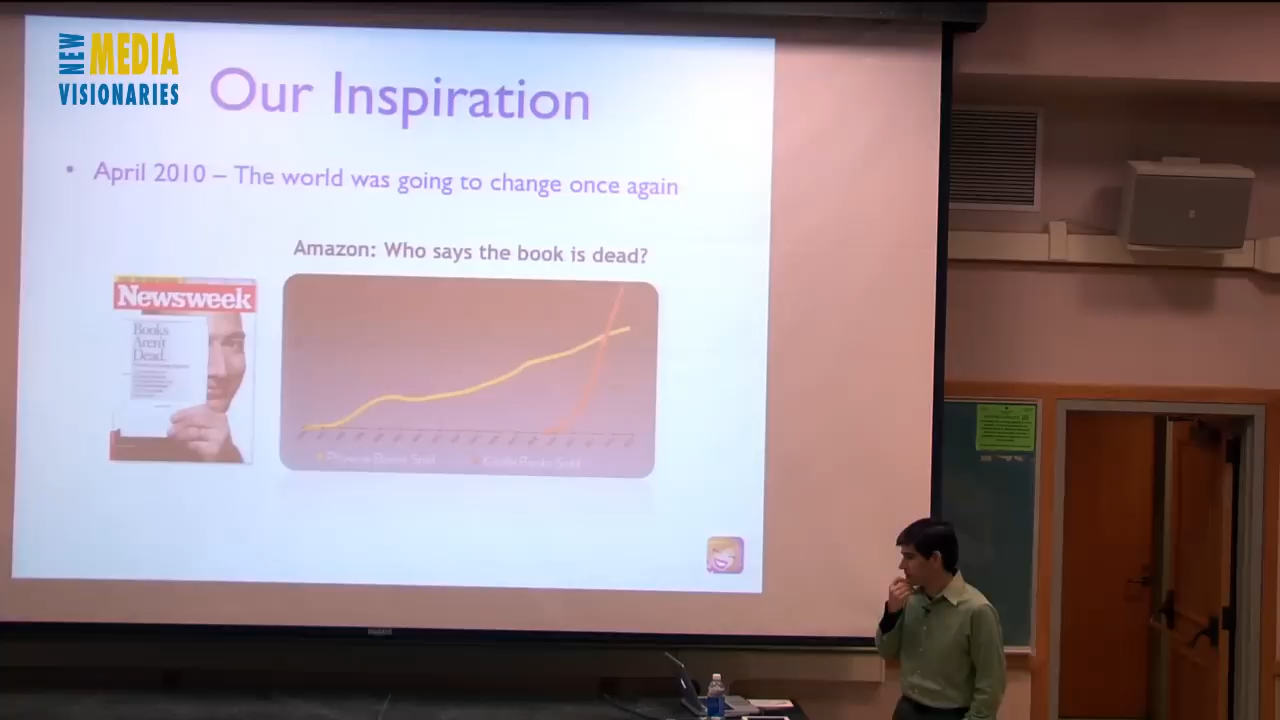 NEW MEDIA
VISIONARIES
Our Inspiration
• April 2010 – The world was going to change once again
Amazon: Who says the book is dead?
Newsweek
Books
Aren't
Dead.